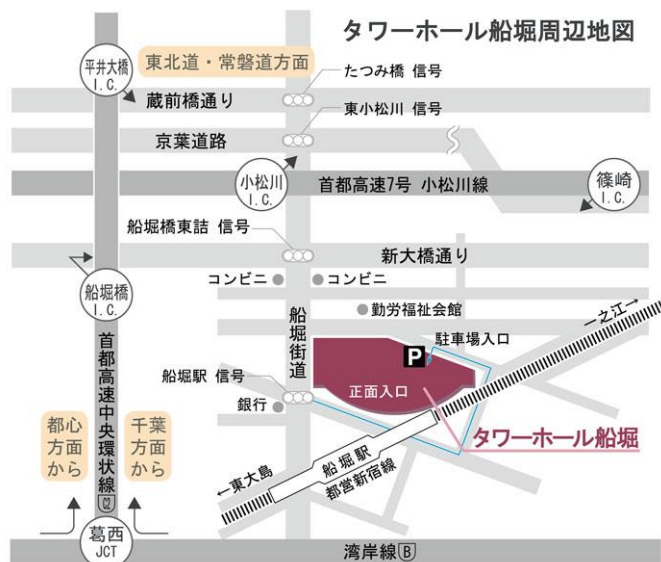 タワーホール船堀周辺地図
平井大橋
I.C.
東北道・常磐道方面
たつみ橋 信号
蔵前橋通り
東小松川 信号
京葉道路
小松川
I.C.
首都高速7号 小松川線
篠崎
I.C.
船堀橋東詰 信号
新大橋通り
コンビニ
コンビニ
船堀橋
I.C.
船堀街道
勤労福祉会館
一之江→
駐車場入口
P
首都高速中央環状線
C2
船堀駅 信号
正面入口
銀行
都心
方面
から
千葉
方面
から
タワーホール船堀
船堀駅
都営新宿線
←東大島
葛西
JCT
湾岸線B